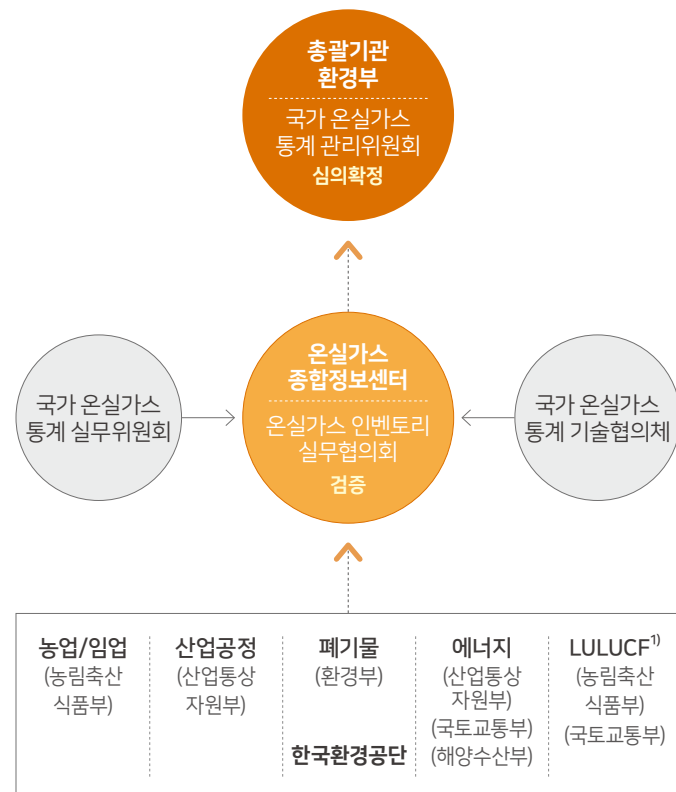 총괄기관
환경부
국가 온실가스
통계 관리위원회
심의확정
온실가스
종합정보센터
온실가스 인벤토리
실무협의회
검증
국가 온실가스
통계 실무위원회
국가 온실가스
통계 기술협의체
농업/임업
(농림축산
식품부)
산업공정
(산업통상
자원부)
폐기물
(환경부)
한국환경공단
에너지
(산업통상
자원부)
(국토교통부)
(해양수산부)
LULUCF¹⁾
(농림축산
식품부)
(국토교통부)